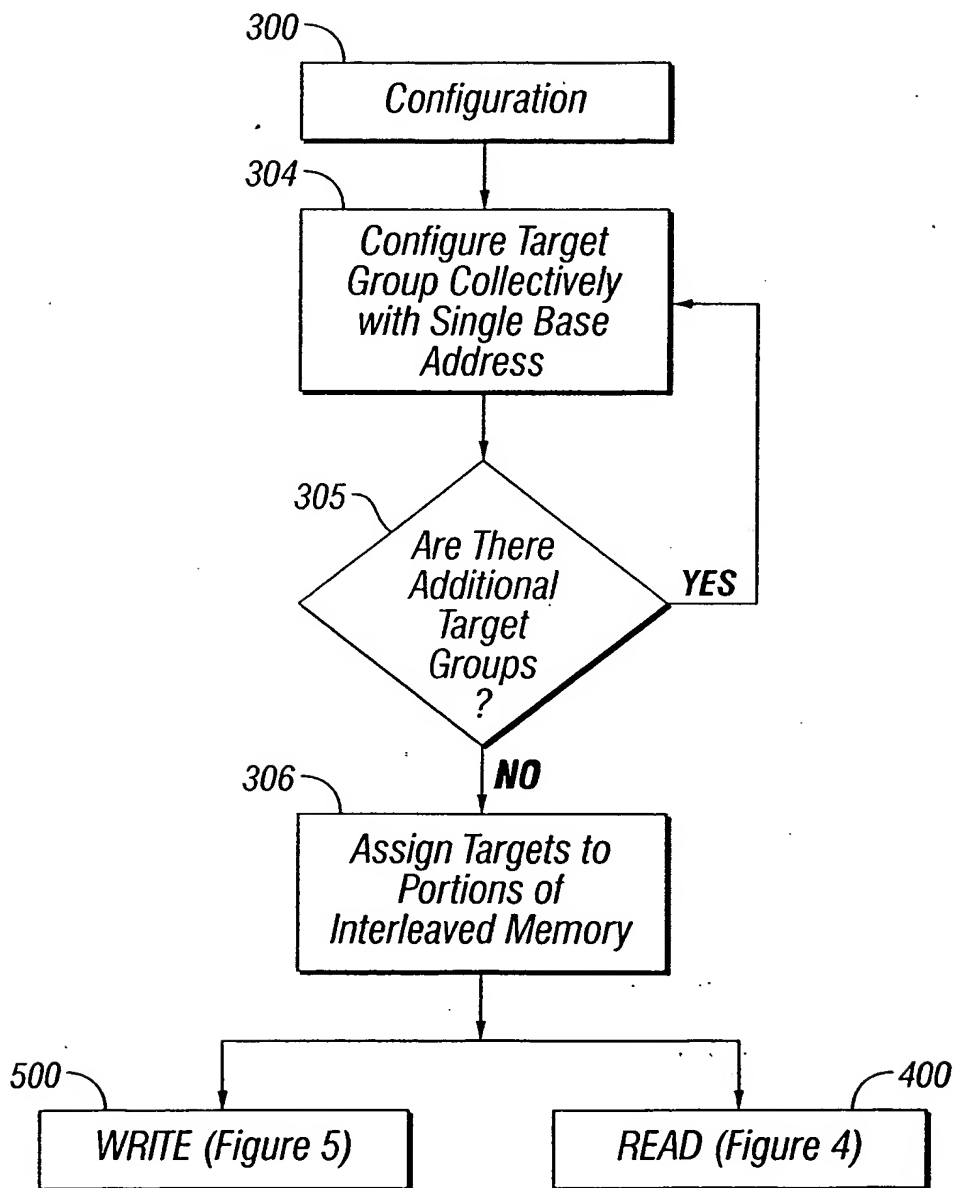 300
Configuration
304
Configure Target
Group Collectively
with Single Base
Address
305
Are There
Additional
Target
Groups
?
YES
NO
306
Assign Targets to
Portions of
Interleaved Memory
500
WRITE (Figure 5)
400
READ (Figure 4)